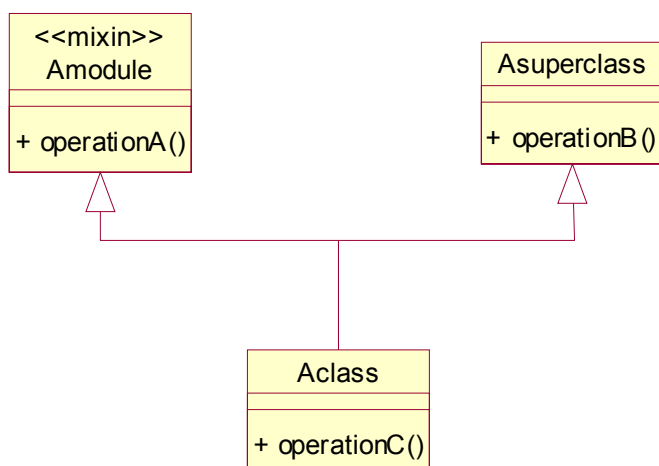 <<mixin>>
Amodule
+ operationA()
Asuperclass
+ operationB()
Aclass
+ operationC()